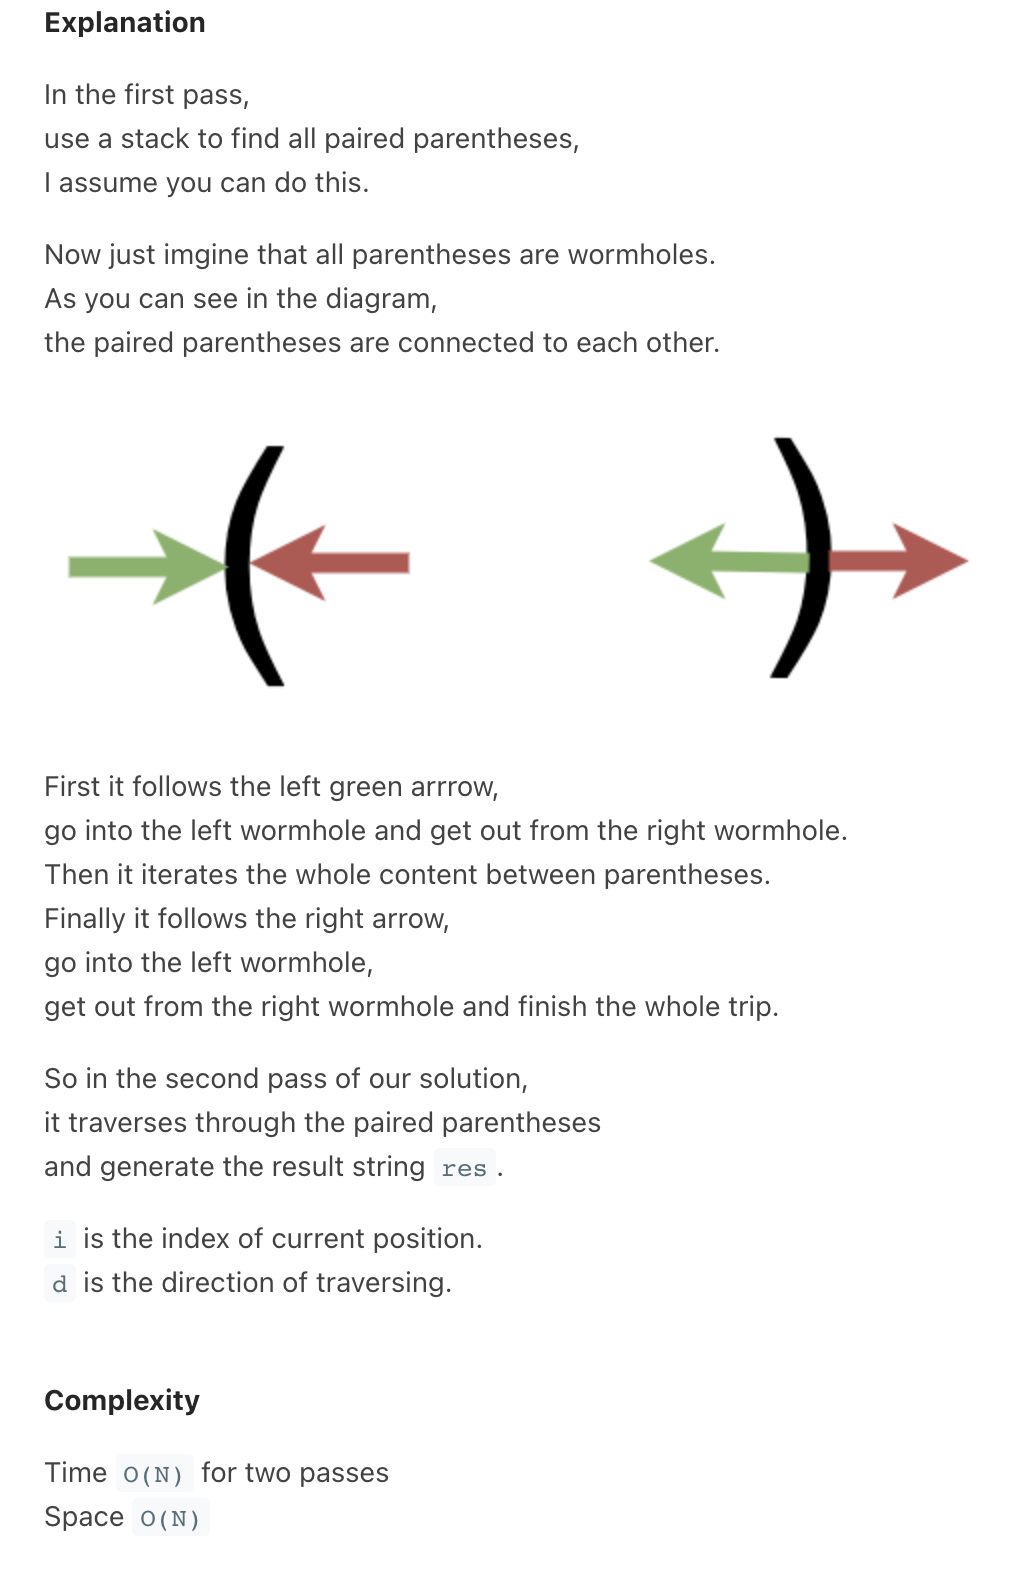 Explanation
In the first pass,
use a stack to find all paired parentheses,
I assume you can do this.
Now just imgine that all parentheses are wormholes.
As you can see in the diagram,
the paired parentheses are connected to each other.
( )
First it follows the left green arrrow,
go into the left wormhole and get out from the right wormhole.
Then it iterates the whole content between parentheses.
Finally it follows the right arrow,
go into the left wormhole,
get out from the right wormhole and finish the whole trip.
So in the second pass of our solution,
it traverses through the paired parentheses
and generate the result string res .
i is the index of current position.
d is the direction of traversing.
Complexity
Time O(N) for two passes
Space O(N)